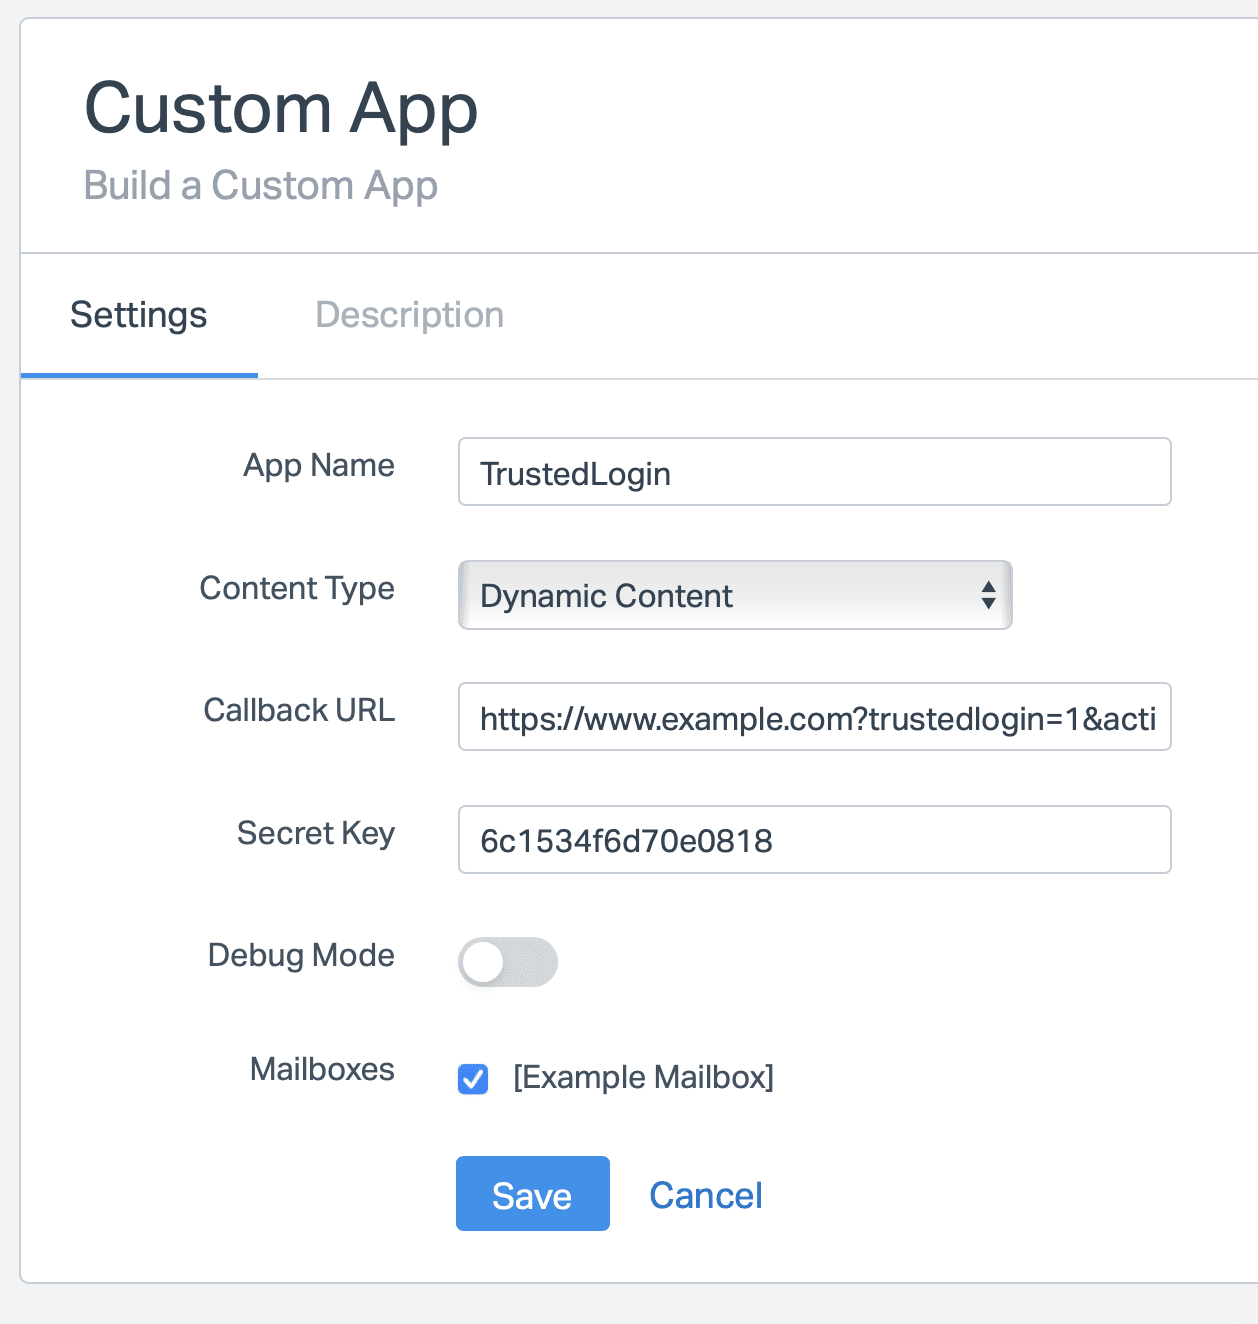 Custom App
Build a Custom App
Settings Description
App Name TrustedLogin
Content Type Dynamic Content
Callback URL https://www.example.com?trustedlogin=1&acti
Secret Key 6c1534f6d70e0818
Debug Mode
Mailboxes [Example Mailbox]
Save Cancel